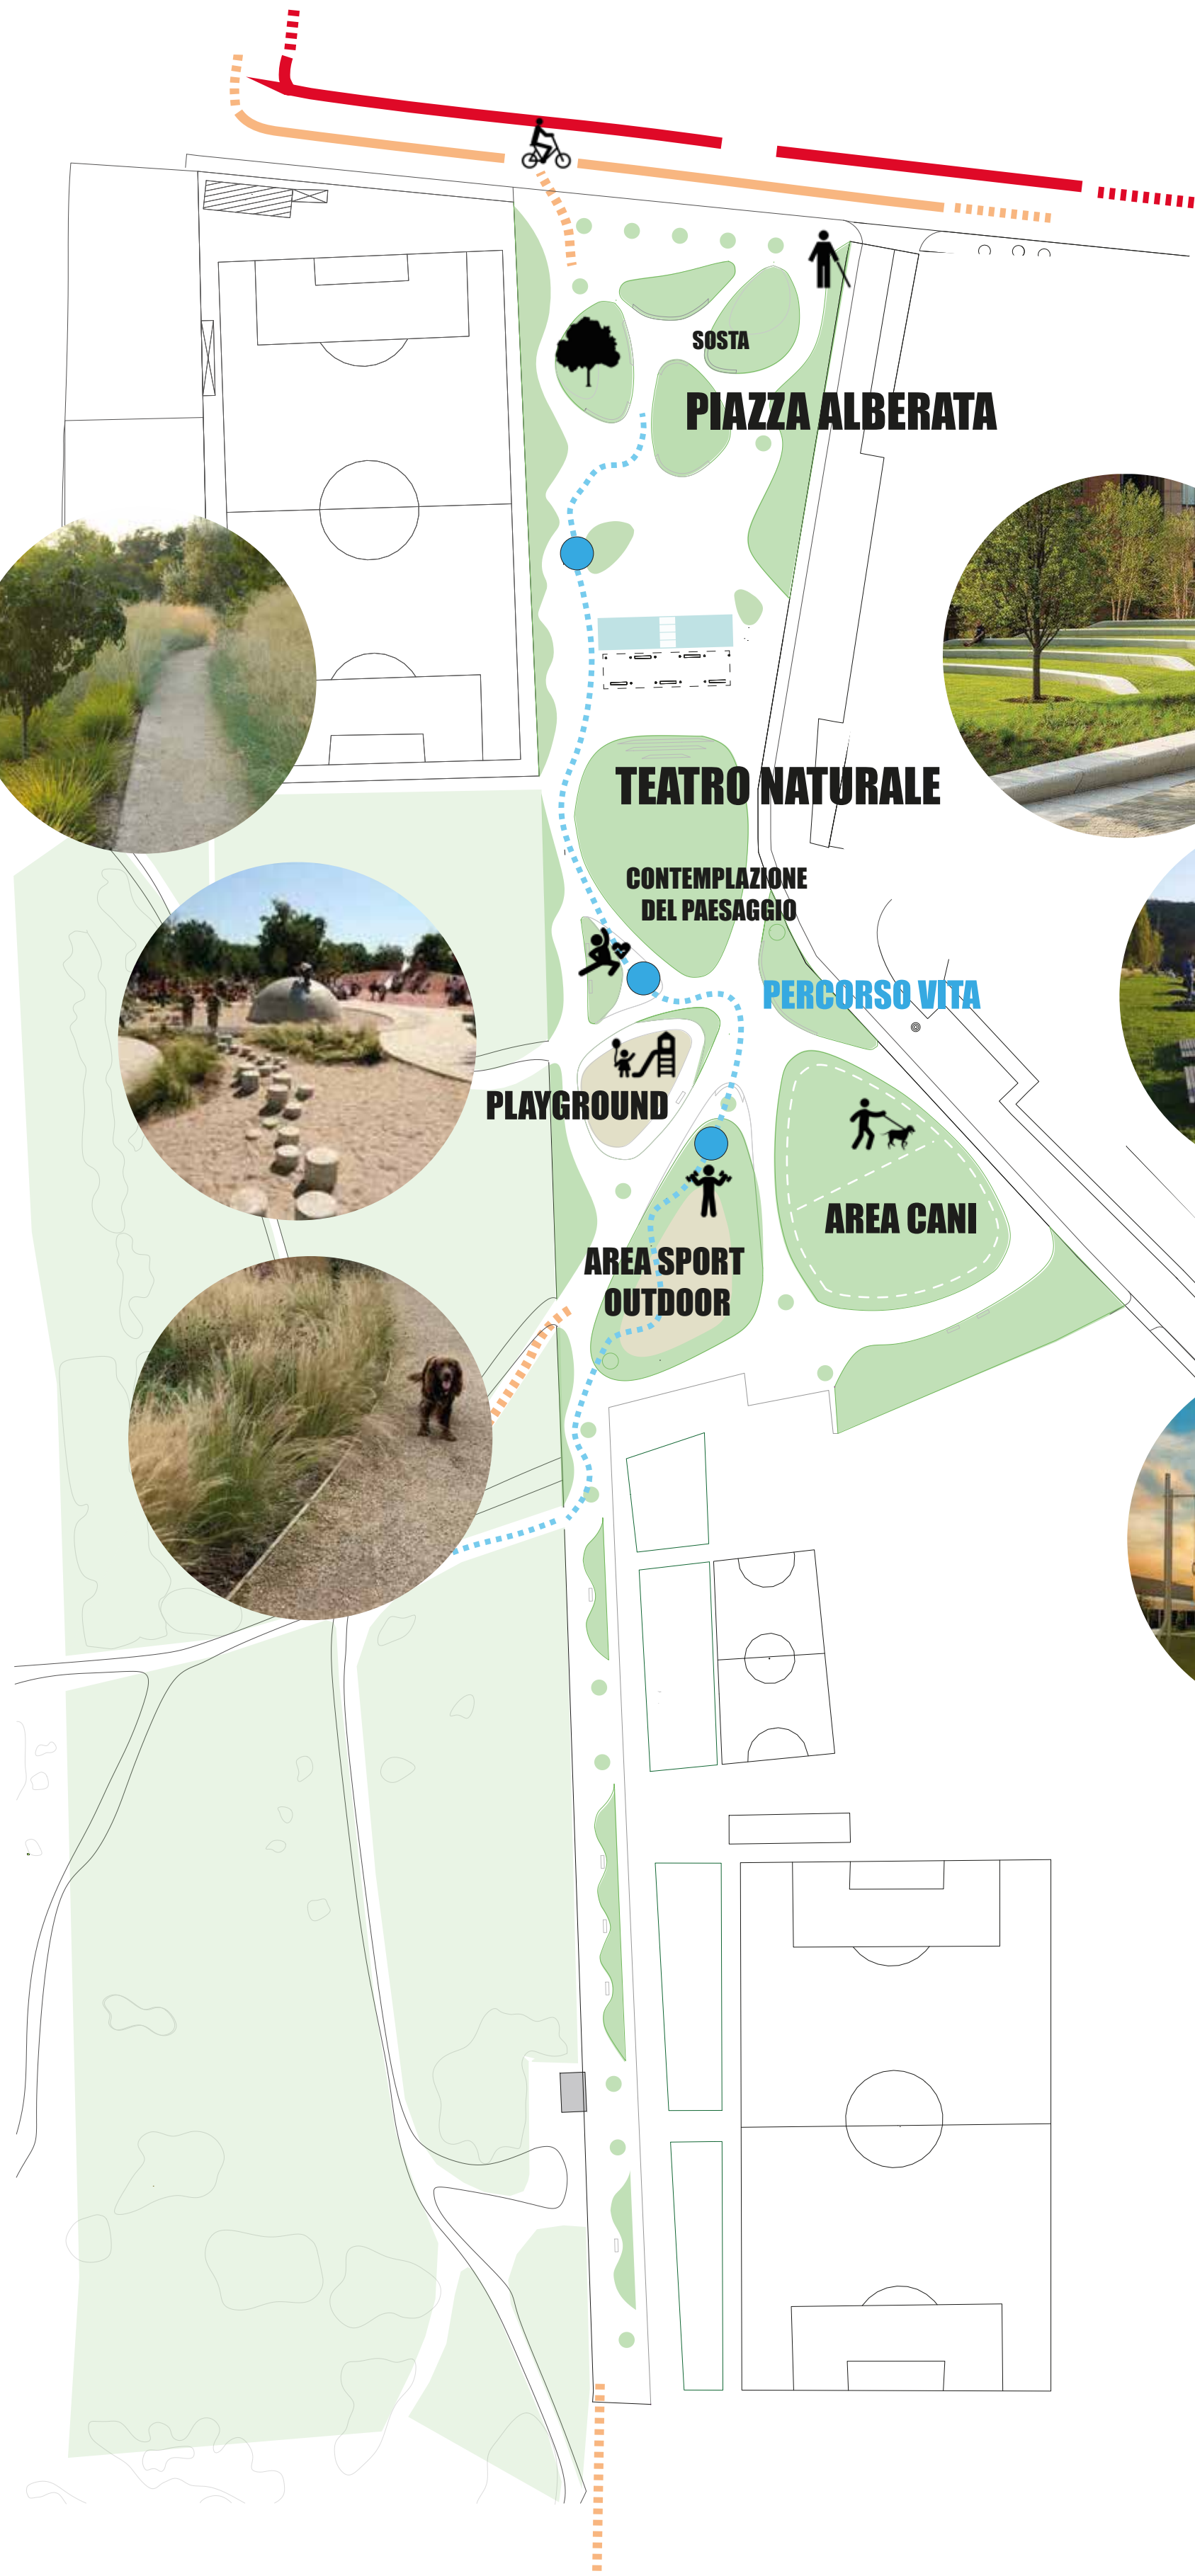 SOSTA
PIAZZA ALBERATA
TEATRO NATURALE
CONTEMPLAZIONE
DEL PAESAGGIO
PERCORSO VITA
PLAYGROUND
AREA CANI
AREA SPORT
OUTDOOR